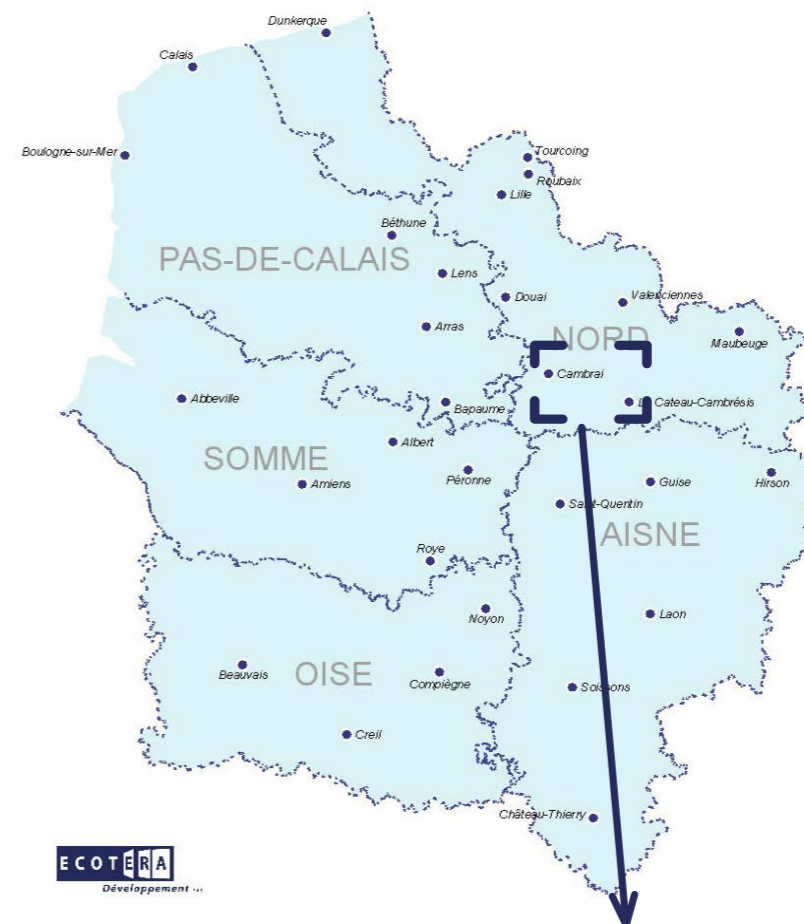 Dunkerque
Calais
Boulogne-sur-Mer
Tourcoing
Roubaix
Lille
Béthune
PAS-DE-CALAIS
Lens
Douai
Valenciennes
Arras
NORD
Maubeuge
Cambrai
Abbeville
Bapaume
Le Cateau-Cambrésis
Albert
SOMME
Péronne
Guise
Hirson
Amiens
Saint-Quentin
AISNE
Roye
Noyon
Laon
Beauvais
OISE
Compiègne
Soissons
Creil
Château-Thierry
ECOTERA
Développement